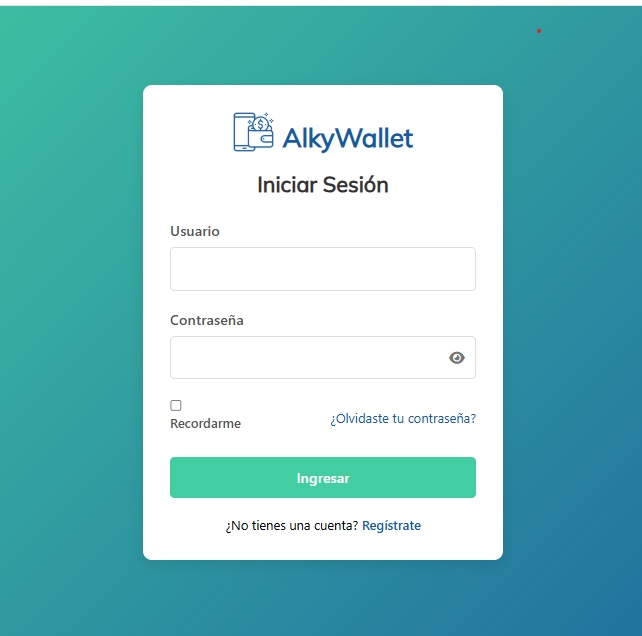 AlkyWallet
Iniciar Sesión
Usuario
Contraseña
Recordarme
¿Olvidaste tu contraseña?
Ingresar
¿No tienes una cuenta? Regístrate